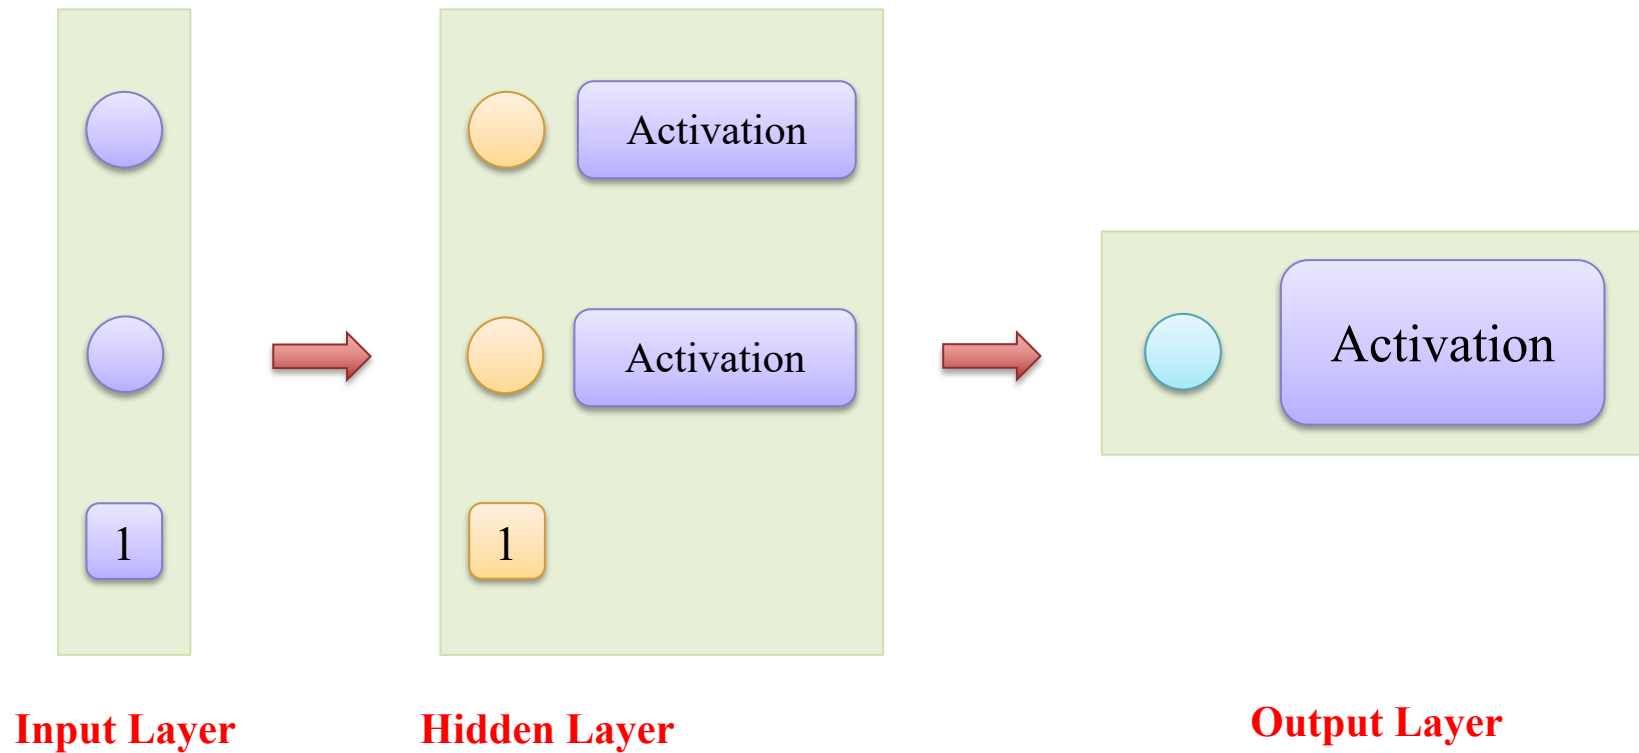 Activation
Activation
Activation
1
1
Input Layer
Hidden Layer
Output Layer